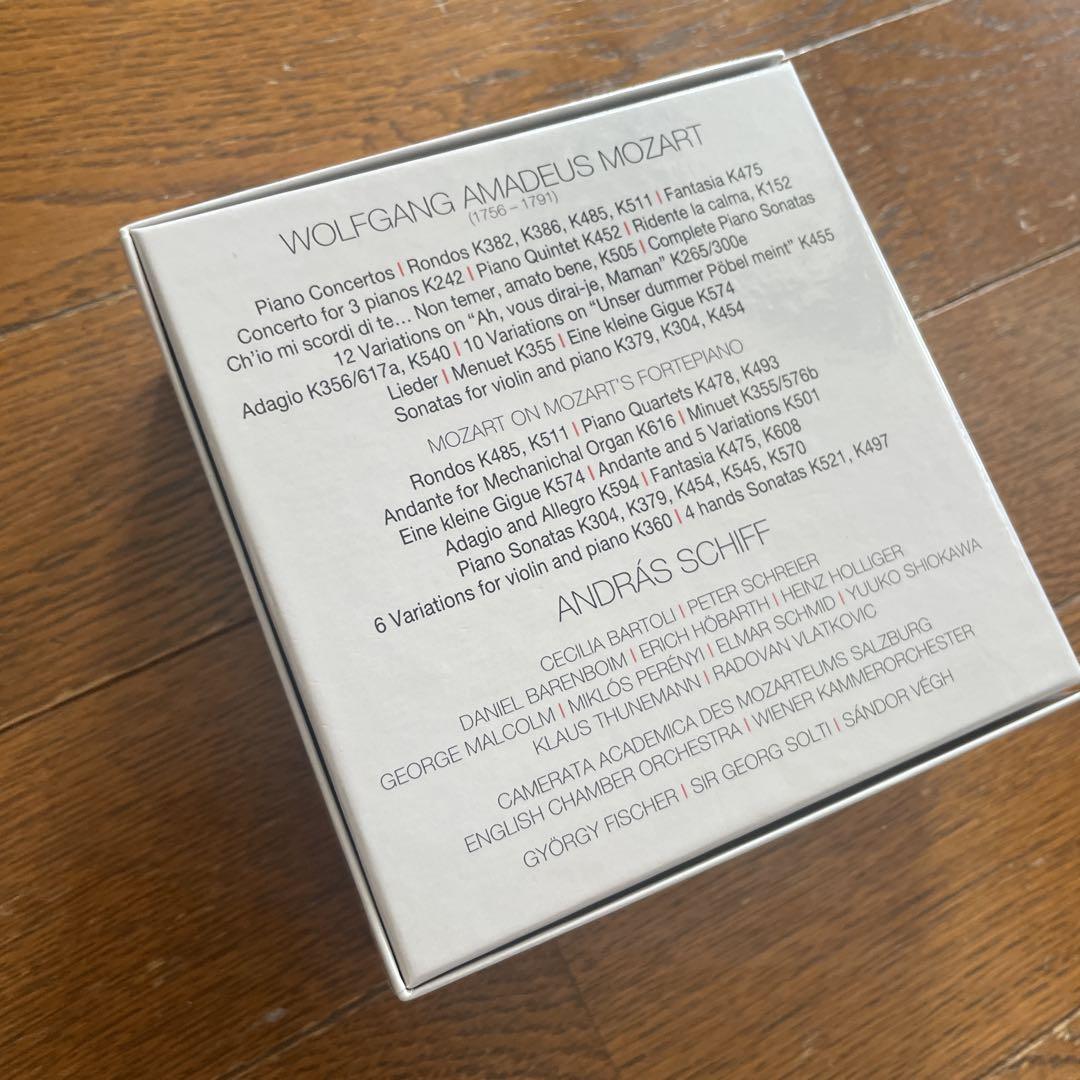 WOLFGANG AMADEUS MOZART
(1756 – 1791)
Piano Concertos | Rondos K382, K386, K485, K511 | Fantasia K475
Concerto for 3 pianos K242 | Piano Quintet K452 | Ridente la calma, K152
Ch'io mi scordi di te... Non temer, amato bene, K505 | Complete Piano Sonatas
12 Variations on “Ah, vous dirai-je, Maman” K265/300e
Adagio K356/617a, K540 | 10 Variations on “Unser dummer Pöbel meint” K455
Lieder | Menuet K355 | Eine kleine Gigue K574
Sonatas for violin and piano K379, K304, K454
MOZART ON MOZART'S FORTEPIANO
Rondos K485, K511 | Piano Quartets K478, K493
Andante for Mechanichal Organ K616 | Minuet K355/576b
Eine kleine Gigue K574 | Andante and 5 Variations K501
Adagio and Allegro K594 | Fantasia K475, K608
Piano Sonatas K304, K379, K454, K545, K570
6 Variations for violin and piano K360 | 4 hands Sonatas K521, K497
ANDRÁS SCHIFF
CECILIA BARTOLI | PETER SCHREIER
DANIEL BARENBOIM | ERICH HÖBARTH | HEINZ HOLLIGER
GEORGE MALCOLM | MIKLÓS PERÉNYI | ELMAR SCHMID | YUUKO SHIOKAWA
KLAUS THUNEMANN | RADOVAN VLATKOVIC
CAMERATA ACADEMICA DES MOZARTEUMS SALZBURG
ENGLISH CHAMBER ORCHESTRA | WIENER KAMMERORCHESTER
GYÖRGY FISCHER | SIR GEORG SOLTI | SÁNDOR VÉGH